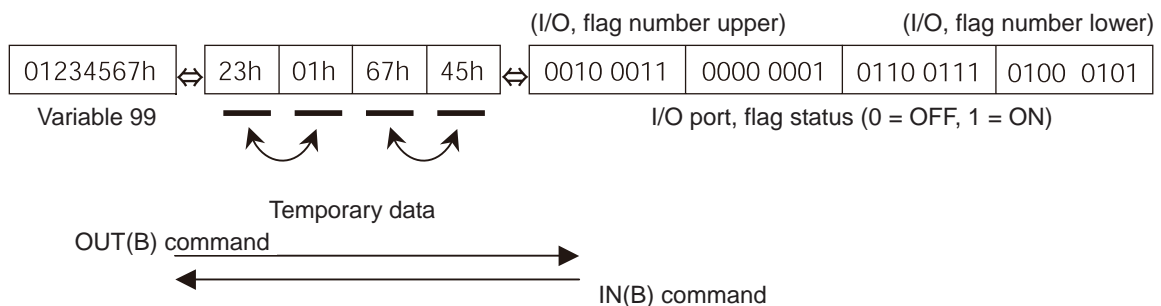 (I/O, flag number upper) (I/O, flag number lower)
01234567h ⇔ 23h 01h 67h 45h ⇔ 0010 0011 0000 0001 0110 0111 0100 0101
Variable 99 I/O port, flag status (0 = OFF, 1 = ON)
Temporary data
OUT(B) command
IN(B) command